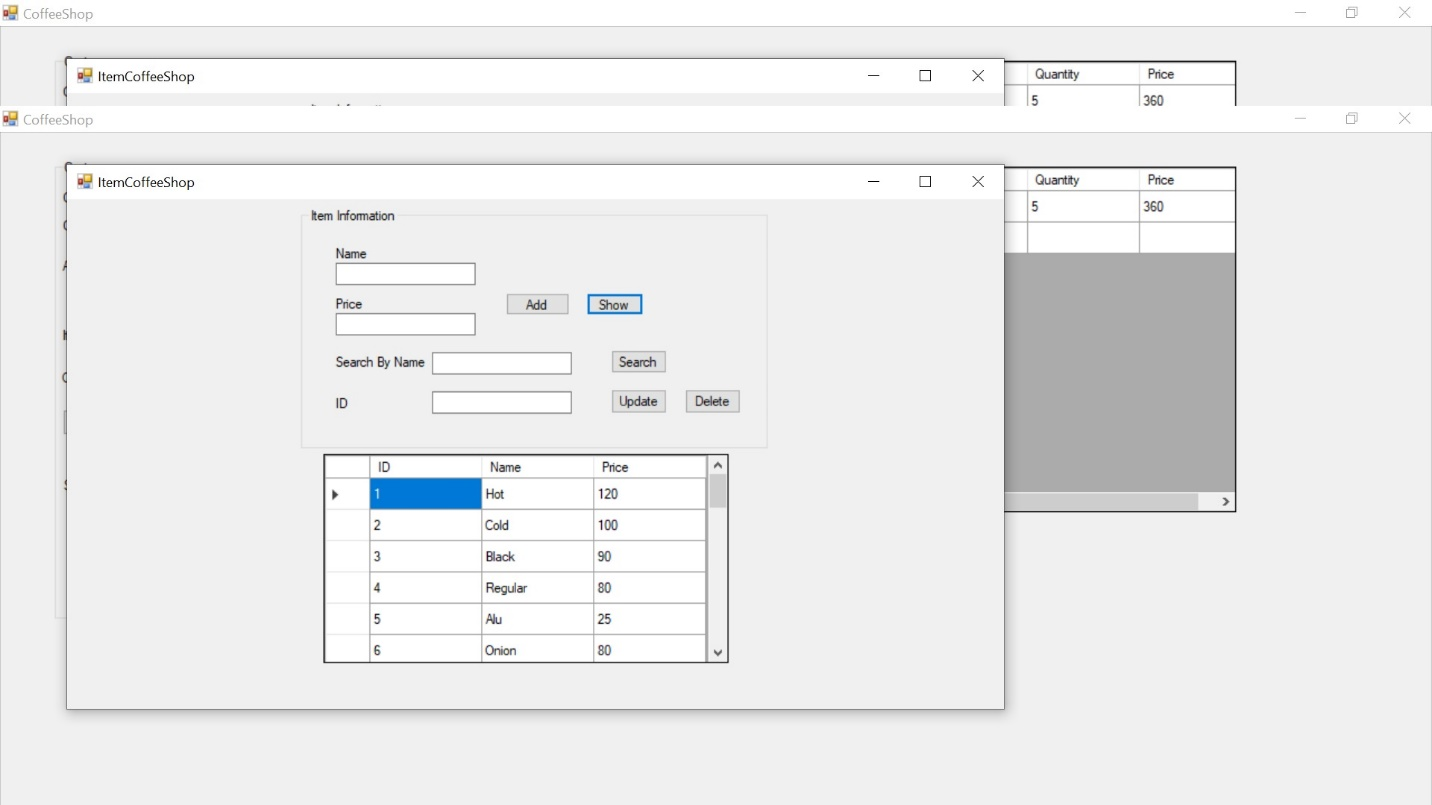 CoffeeShop
ItemCoffeeShop
Quantity Price
5 360
CoffeeShop
ItemCoffeeShop
Quantity Price
5 360
Item Information
Name
Price
Add Show
Search By Name Search
ID Update Delete
ID Name Price
1 Hot 120
2 Cold 100
3 Black 90
4 Regular 80
5 Alu 25
6 Onion 80